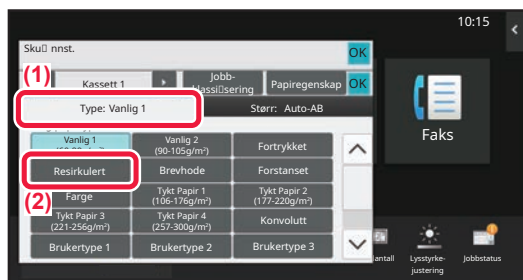 10:15
Sku nnst.
OK
(1)
Kassett 1
Jobb-
Papiregenskap
OK
Type: Vanlig 1
Størr: Auto-AB
Faks
Vanlig 1
Vanlig 2
(90-105g/m²)
Fortrykket
Resirkulert
Brevhode
Forstanset
(2)
Farge
Tykt Papir 1
(106-176g/m²)
Tykt Papir 2
(177-220g/m²)
Tykt Papir 3
(221-256g/m²)
Tykt Papir 4
(257-300g/m²)
Konvolutt
Brukertype 1
Brukertype 2
Brukertype 3
Lysstyrke-
justering
Jobbstatus